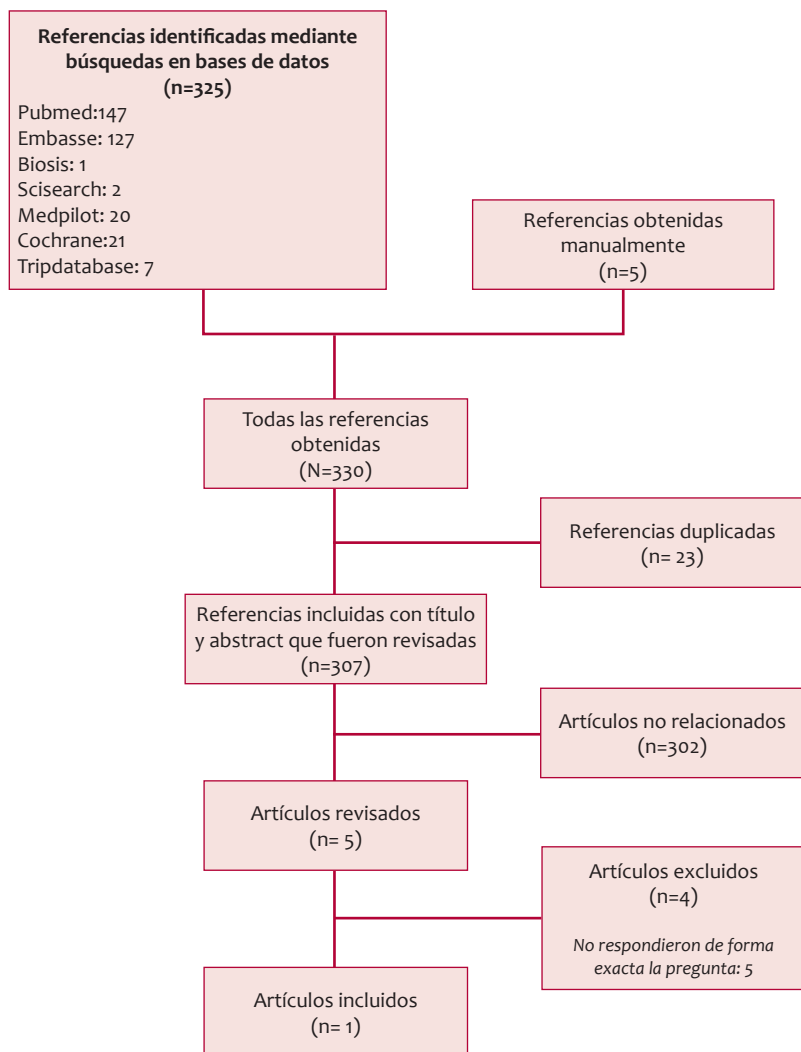 Referencias identificadas mediante
búsquedas en bases de datos
(n=325)
Pubmed:147
Embasse: 127
Biosis: 1
Scisearch: 2
Medpilot: 20
Cochrane:21
Tripdatabase: 7
Referencias obtenidas
manualmente
(n=5)
Todas las referencias
obtenidas
(N=330)
Referencias duplicadas
(n= 23)
Referencias incluidas con título
y abstract que fueron revisadas
(n=307)
Artículos no relacionados
(n=302)
Artículos revisados
(n= 5)
Artículos excluidos
(n=4)
No respondieron de forma
exacta la pregunta: 5
Artículos incluidos
(n= 1)